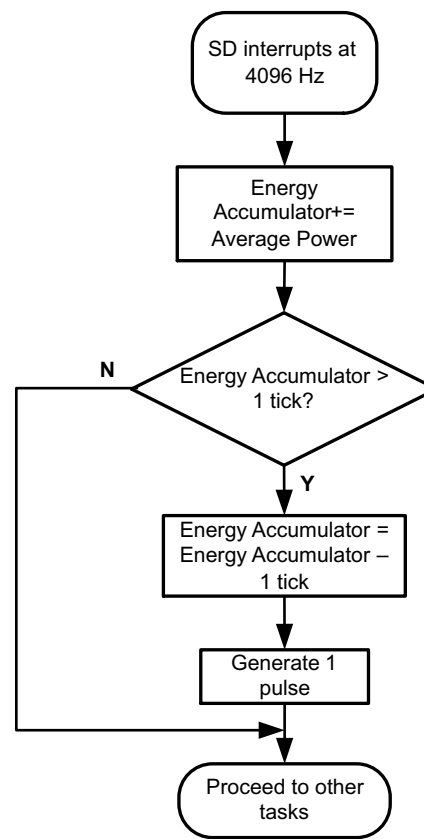 SD interrupts at
4096 Hz
Energy
Accumulator+=
Average Power
Energy Accumulator >
1 tick?
N
Y
Energy Accumulator =
Energy Accumulator –
1 tick
Generate 1
pulse
Proceed to other
tasks